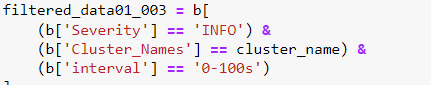 filtered_data01_003 = b[
    (b['Severity'] == 'INFO') &
    (b['Cluster_Names'] == cluster_name) &
    (b['interval'] == '0-100s')